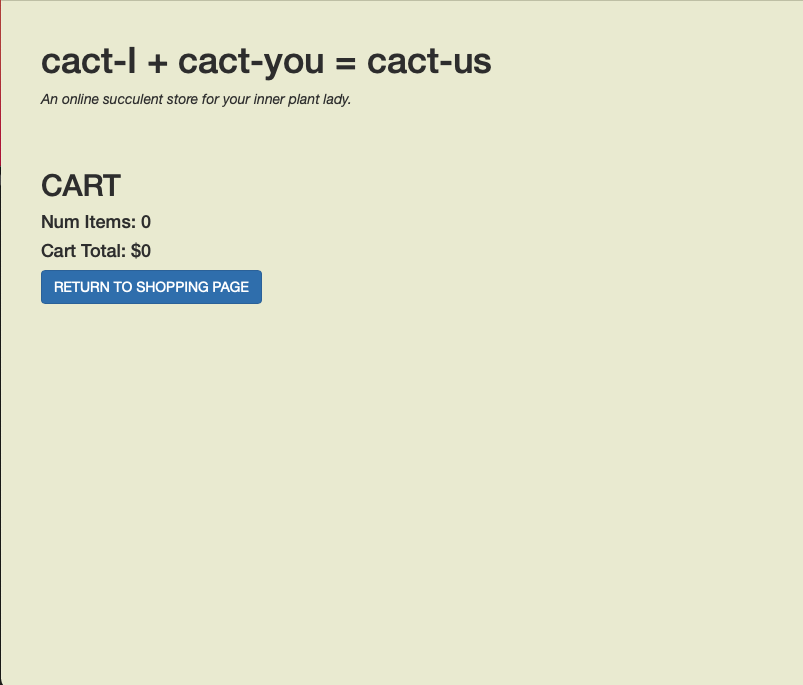 cact-I + cact-you = cact-us
An online succulent store for your inner plant lady.
CART
Num Items: 0
Cart Total: $0
RETURN TO SHOPPING PAGE